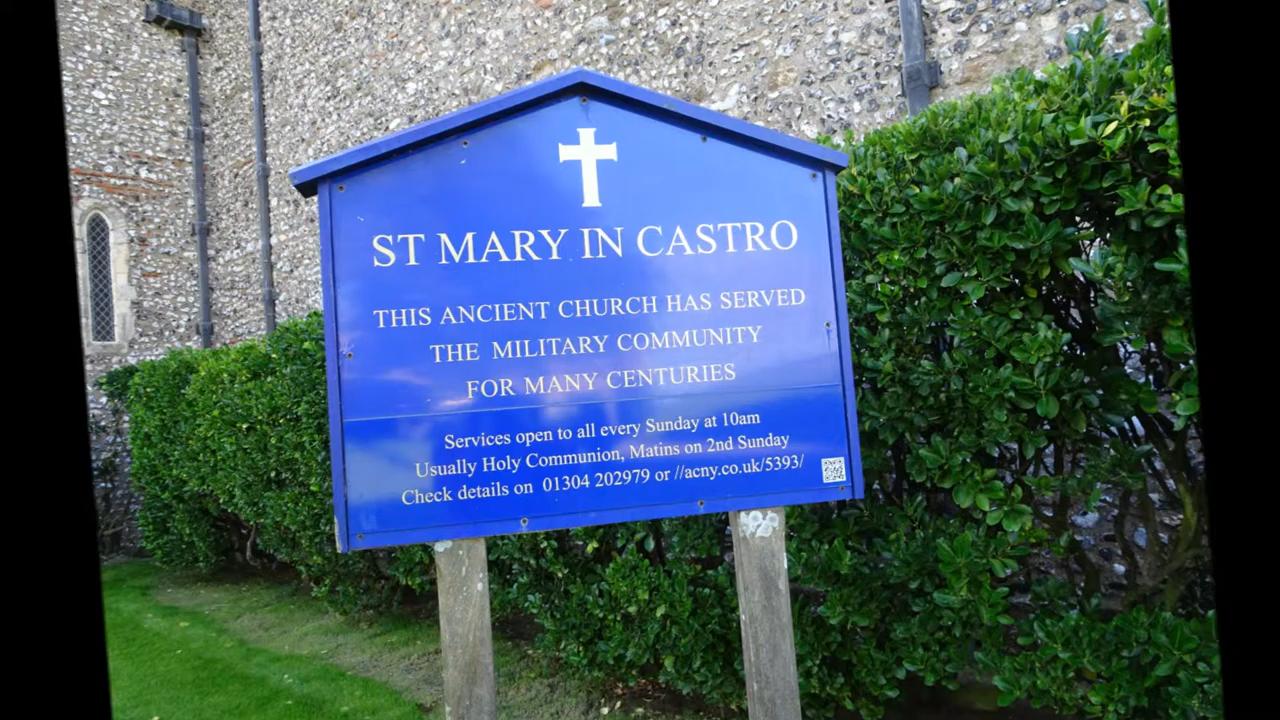 ST MARY IN CASTRO
THIS ANCIENT CHURCH HAS SERVED
THE MILITARY COMMUNITY
FOR MANY CENTURIES
Services open to all every Sunday at 10am
Usually Holy Communion, Matins on 2nd Sunday
Check details on 01304 202979 or //acny.co.uk/5393/